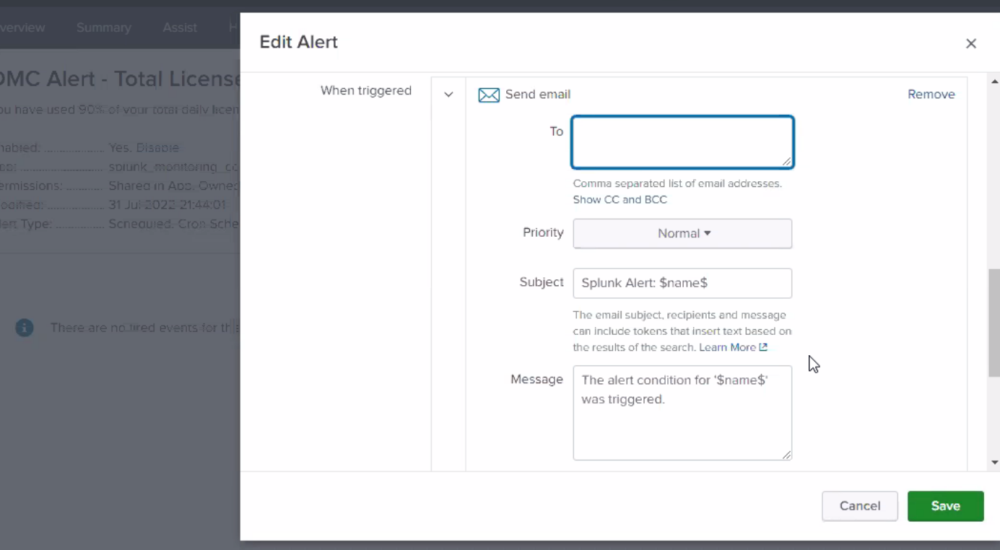 verview Summary Assist H
Edit Alert
DMC Alert - Total License
ou have used 90% of your total daily licen
nabled: Yes. Disable
splunk_monitoring_co
ermissions: Shared in App. Owner
odified: 31 Jul 2022 21:44:01
lert Type: Scheduled. Cron Sche
There are no fired events for this
When triggered
Send email
Remove
To
Comma separated list of email addresses.
Show CC and BCC
Priority
Normal
Subject
Splunk Alert: $name$
The email subject, recipients and message
can include tokens that insert text based on
the results of the search. Learn More
Message
The alert condition for '$name$'
was triggered.
Cancel
Save